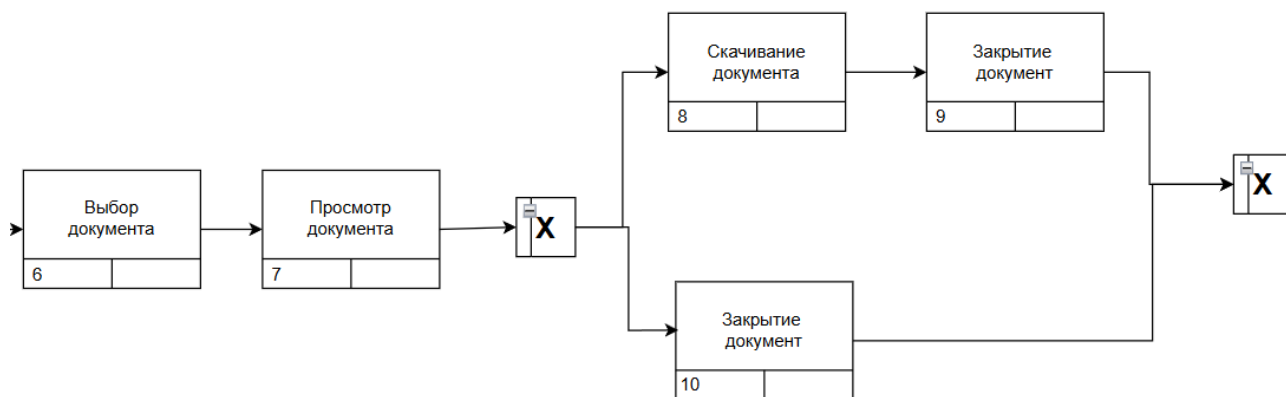 Выбор
документа
6
Просмотр
документа
7
X
Скачивание
документа
8
Закрытие
документ
9
Закрытие
документ
10
X